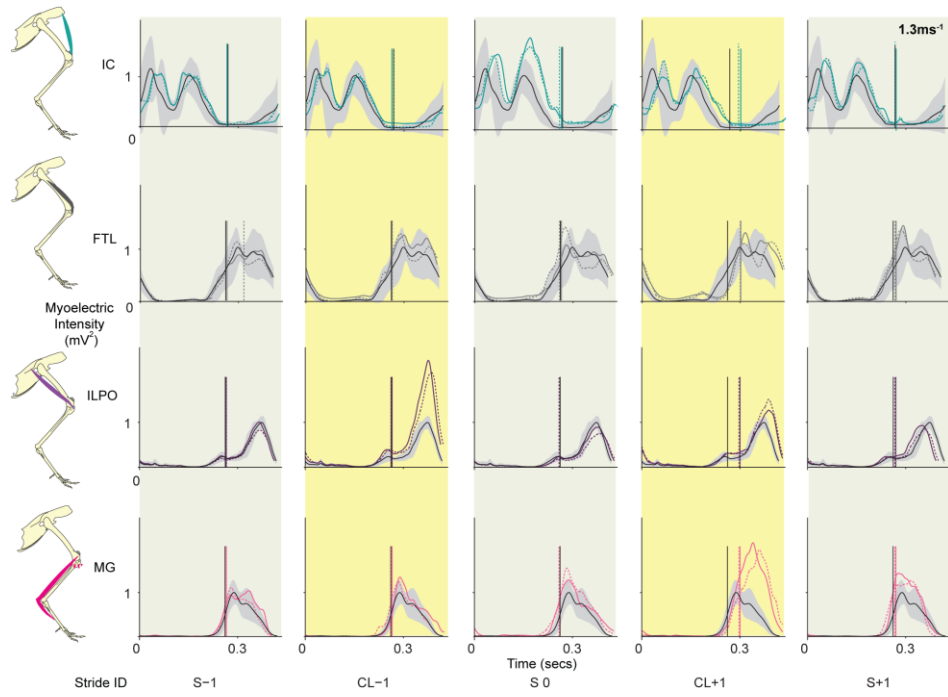 1.3ms⁻¹
IC
1
0
FTL
1
0
Myoelectric
Intensity
(mV²)
ILPO
1
0
MG
1
0.3 0.3 0.3 0.3 0.3
Time (secs)
Stride ID S−1 CL−1 S 0 CL+1 S+1